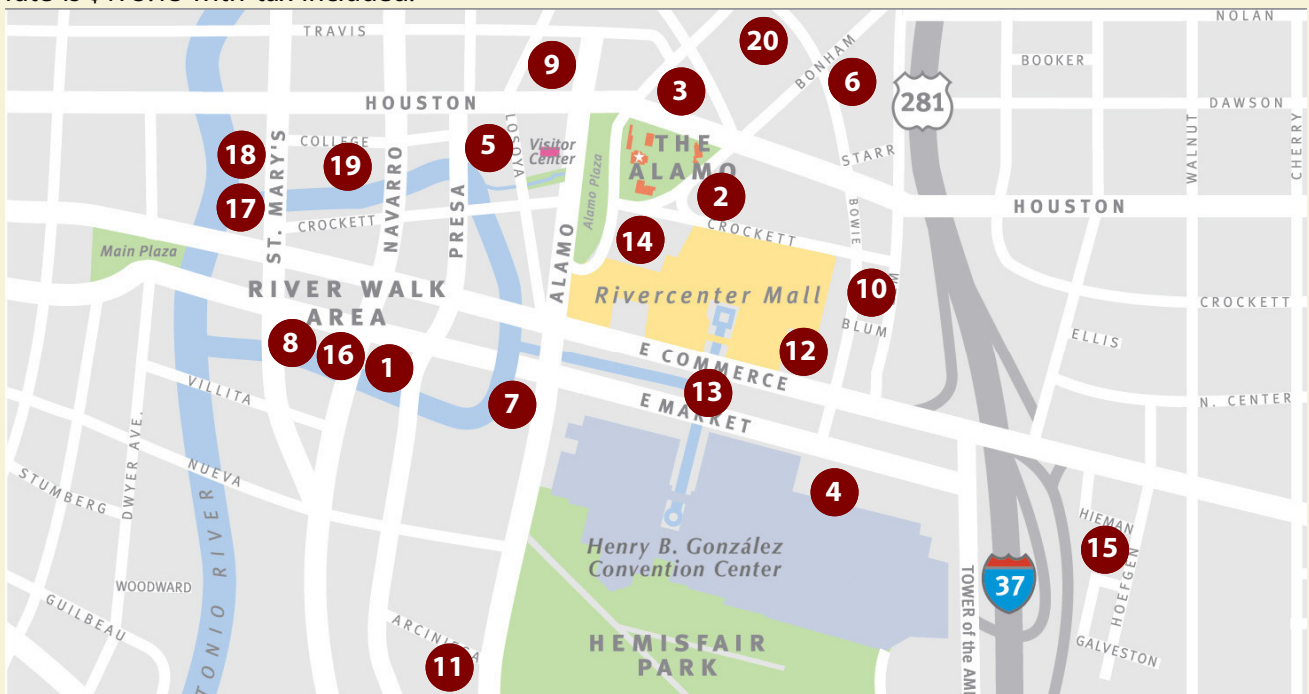 NOLAN
TRAVIS
20
BONHAM
9
6
BOOKER
3
281
HOUSTON
DAWSON
LOSOYA
COLLEGE
5
Visitor
Center
THE
ALAMO
STARR
WALNUT
CHERRY
18
19
ST. MARY'S
NAVARRO
PRESA
Alamo Plaza
2
17
CROCKETT
BOWIE
HOUSTON
CROCKETT
14
Main Plaza
ALAMO
Rivercenter Mall
10
RIVER WALK
AREA
BLUM
CROCKETT
ELLIS
8
16
1
12
E COMMERCE
13
VILLITA
7
E MARKET
N. CENTER
DWYER AVE.
NUEVA
STUMBERG
4
HIEMAN
15
Henry B. González
Convention Center
37
HOEFGEN
WOODWARD
GUILBEAU
TONIO RIVER
TOWER of the AM
ARCINIEGA
HEMISFAIR
PARK
GALVESTON
11